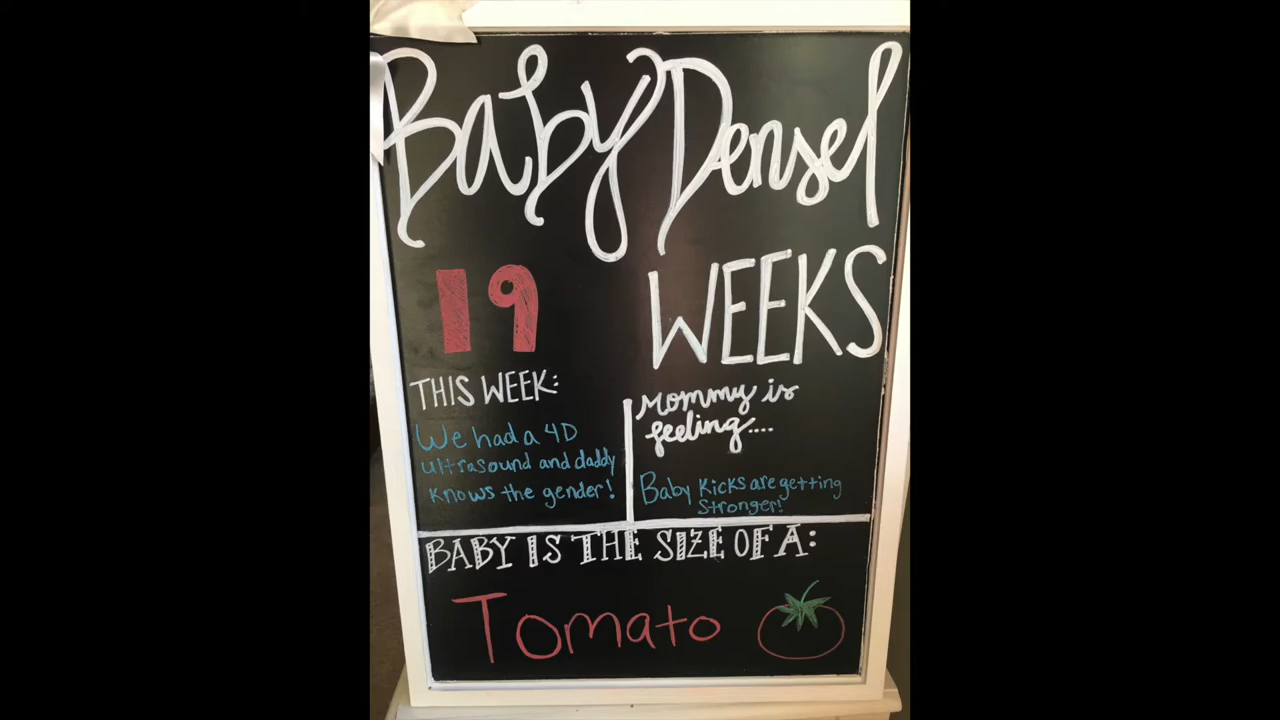 Baby Densel
19 WEEKS
THIS WEEK:
We had a 4D
ultrasound and daddy
knows the gender!
Mommy is
feeling....
Baby Kicks are getting
Stronger!
BABY IS THE SIZE OF A:
Tomato